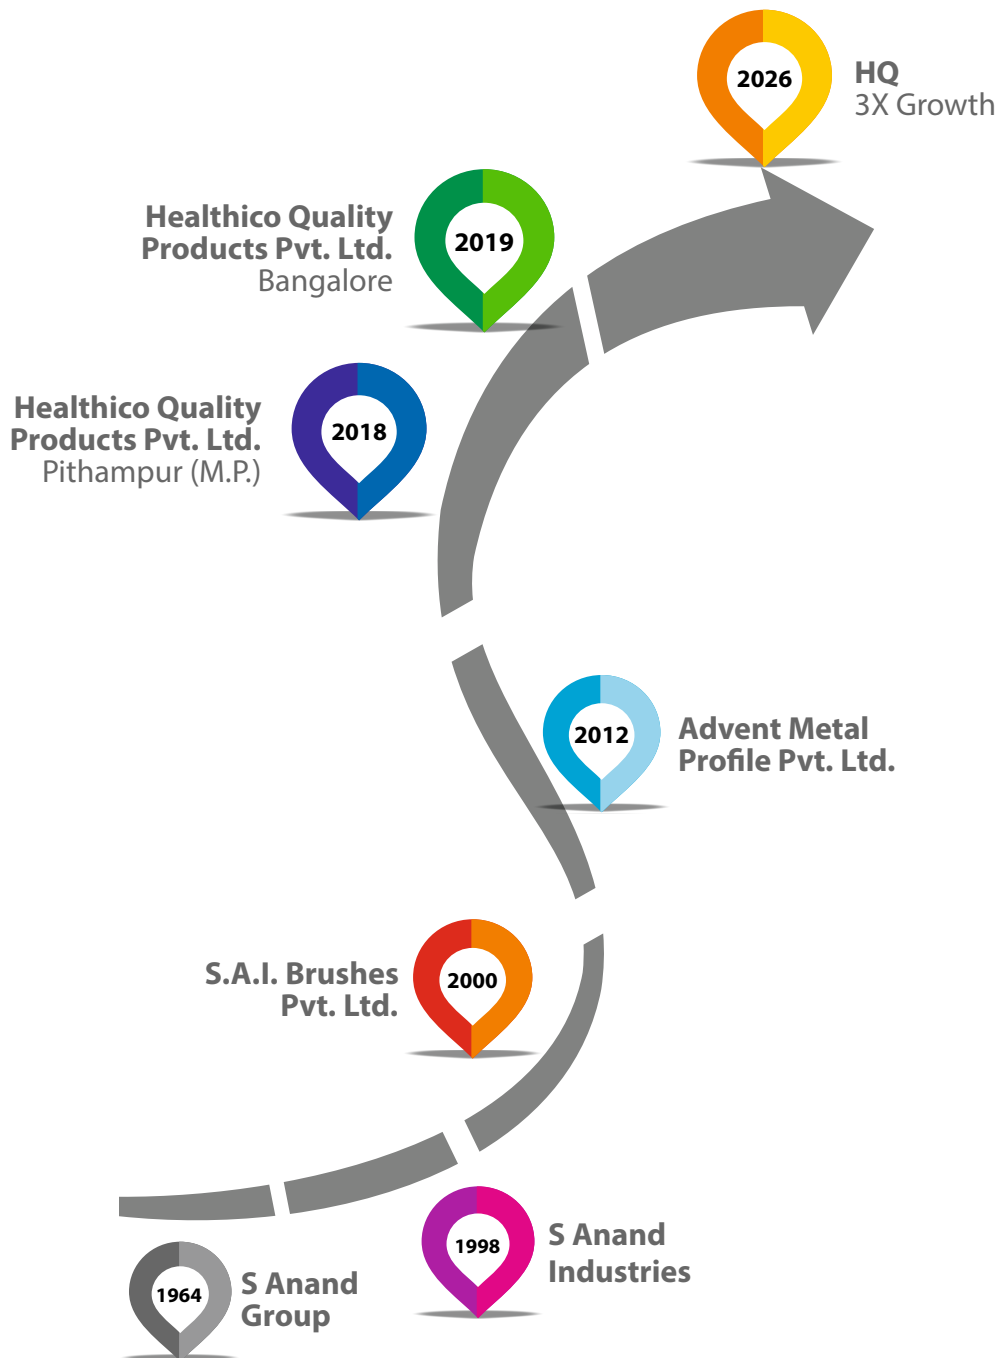 2026
HQ
3X Growth
Healthico Quality
Products Pvt. Ltd.
Bangalore
2019
Healthico Quality
Products Pvt. Ltd.
Pithampur (M.P.)
2018
2012
Advent Metal
Profile Pvt. Ltd.
S.A.I. Brushes
Pvt. Ltd.
2000
1998
S Anand
Industries
1964
S Anand
Group